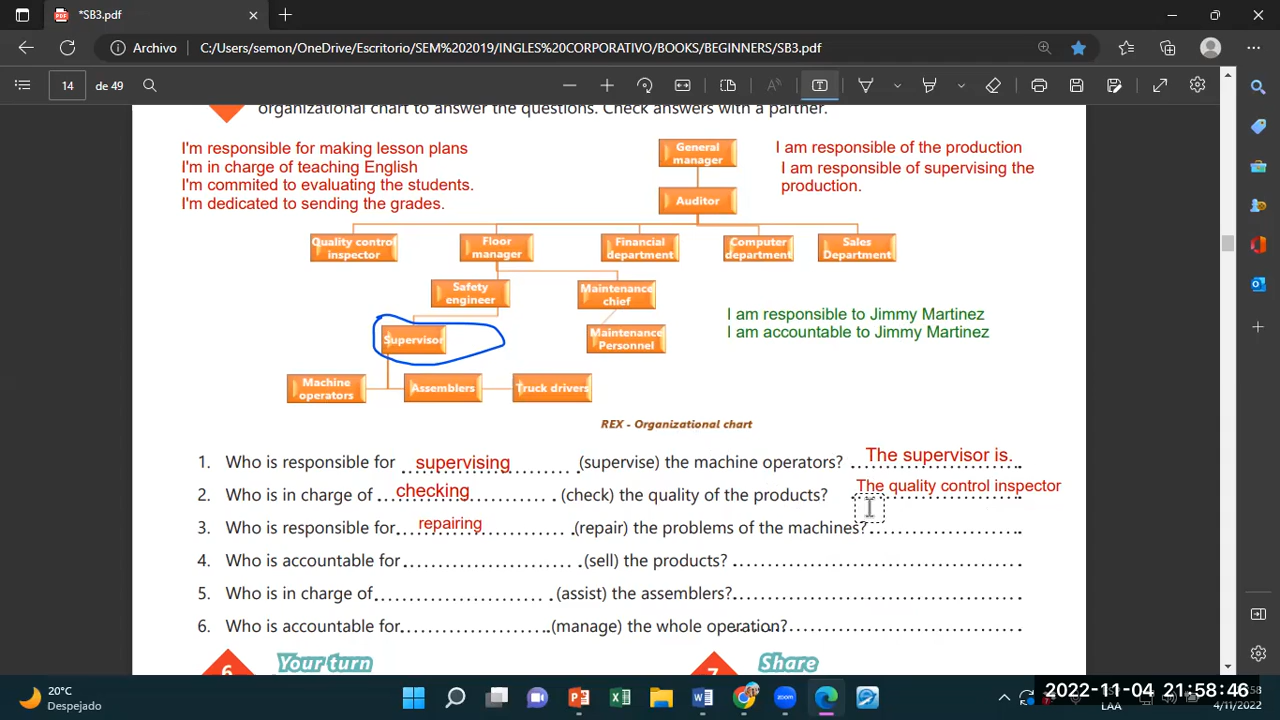 *SB3.pdf
Archivo C:/Users/semon/OneDrive/Escritorio/SEM%202019/INGLES%20CORPORATIVO/BOOKS/BEGINNERS/SB3.pdf
14 de 49
organizational chart to answer the questions. Check answers with a partner.
I'm responsible for making lesson plans
I'm in charge of teaching English
I'm commited to evaluating the students.
I'm dedicated to sending the grades.
General manager
I am responsible of the production
I am responsible of supervising the
production.
Auditor
Quality control inspector
Floor manager
Financial department
Computer department
Sales Department
Safety engineer
Maintenance chief
I am responsible to Jimmy Martinez
I am accountable to Jimmy Martinez
Supervisor
Maintenance Personnel
Machine operators
Assemblers
Truck drivers
REX - Organizational chart
1. Who is responsible for supervising (supervise) the machine operators? The supervisor is.
2. Who is in charge of checking (check) the quality of the products? The quality control inspector
3. Who is responsible for repairing (repair) the problems of the machines?
4. Who is accountable for (sell) the products?
5. Who is in charge of (assist) the assemblers?
6. Who is accountable for (manage) the whole operation?
6 Your turn
7 Share
20°C
Despejado
2022-11-04 21:58:46
LAA
4/11/2022